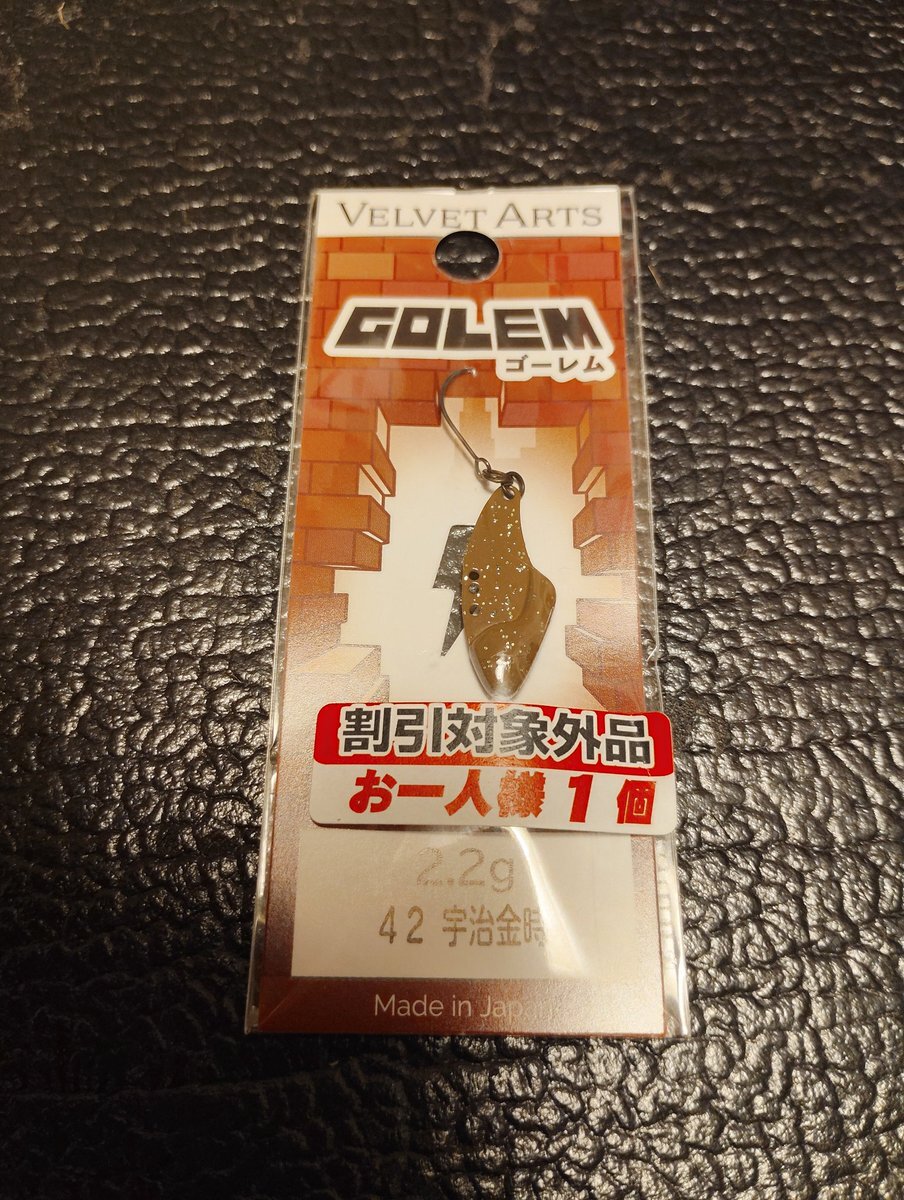 VELVET ARTS
GOLEM
ゴーレム
割引対象外品
お一人様1個
2.2g
42 宇治金時
Made in Japan